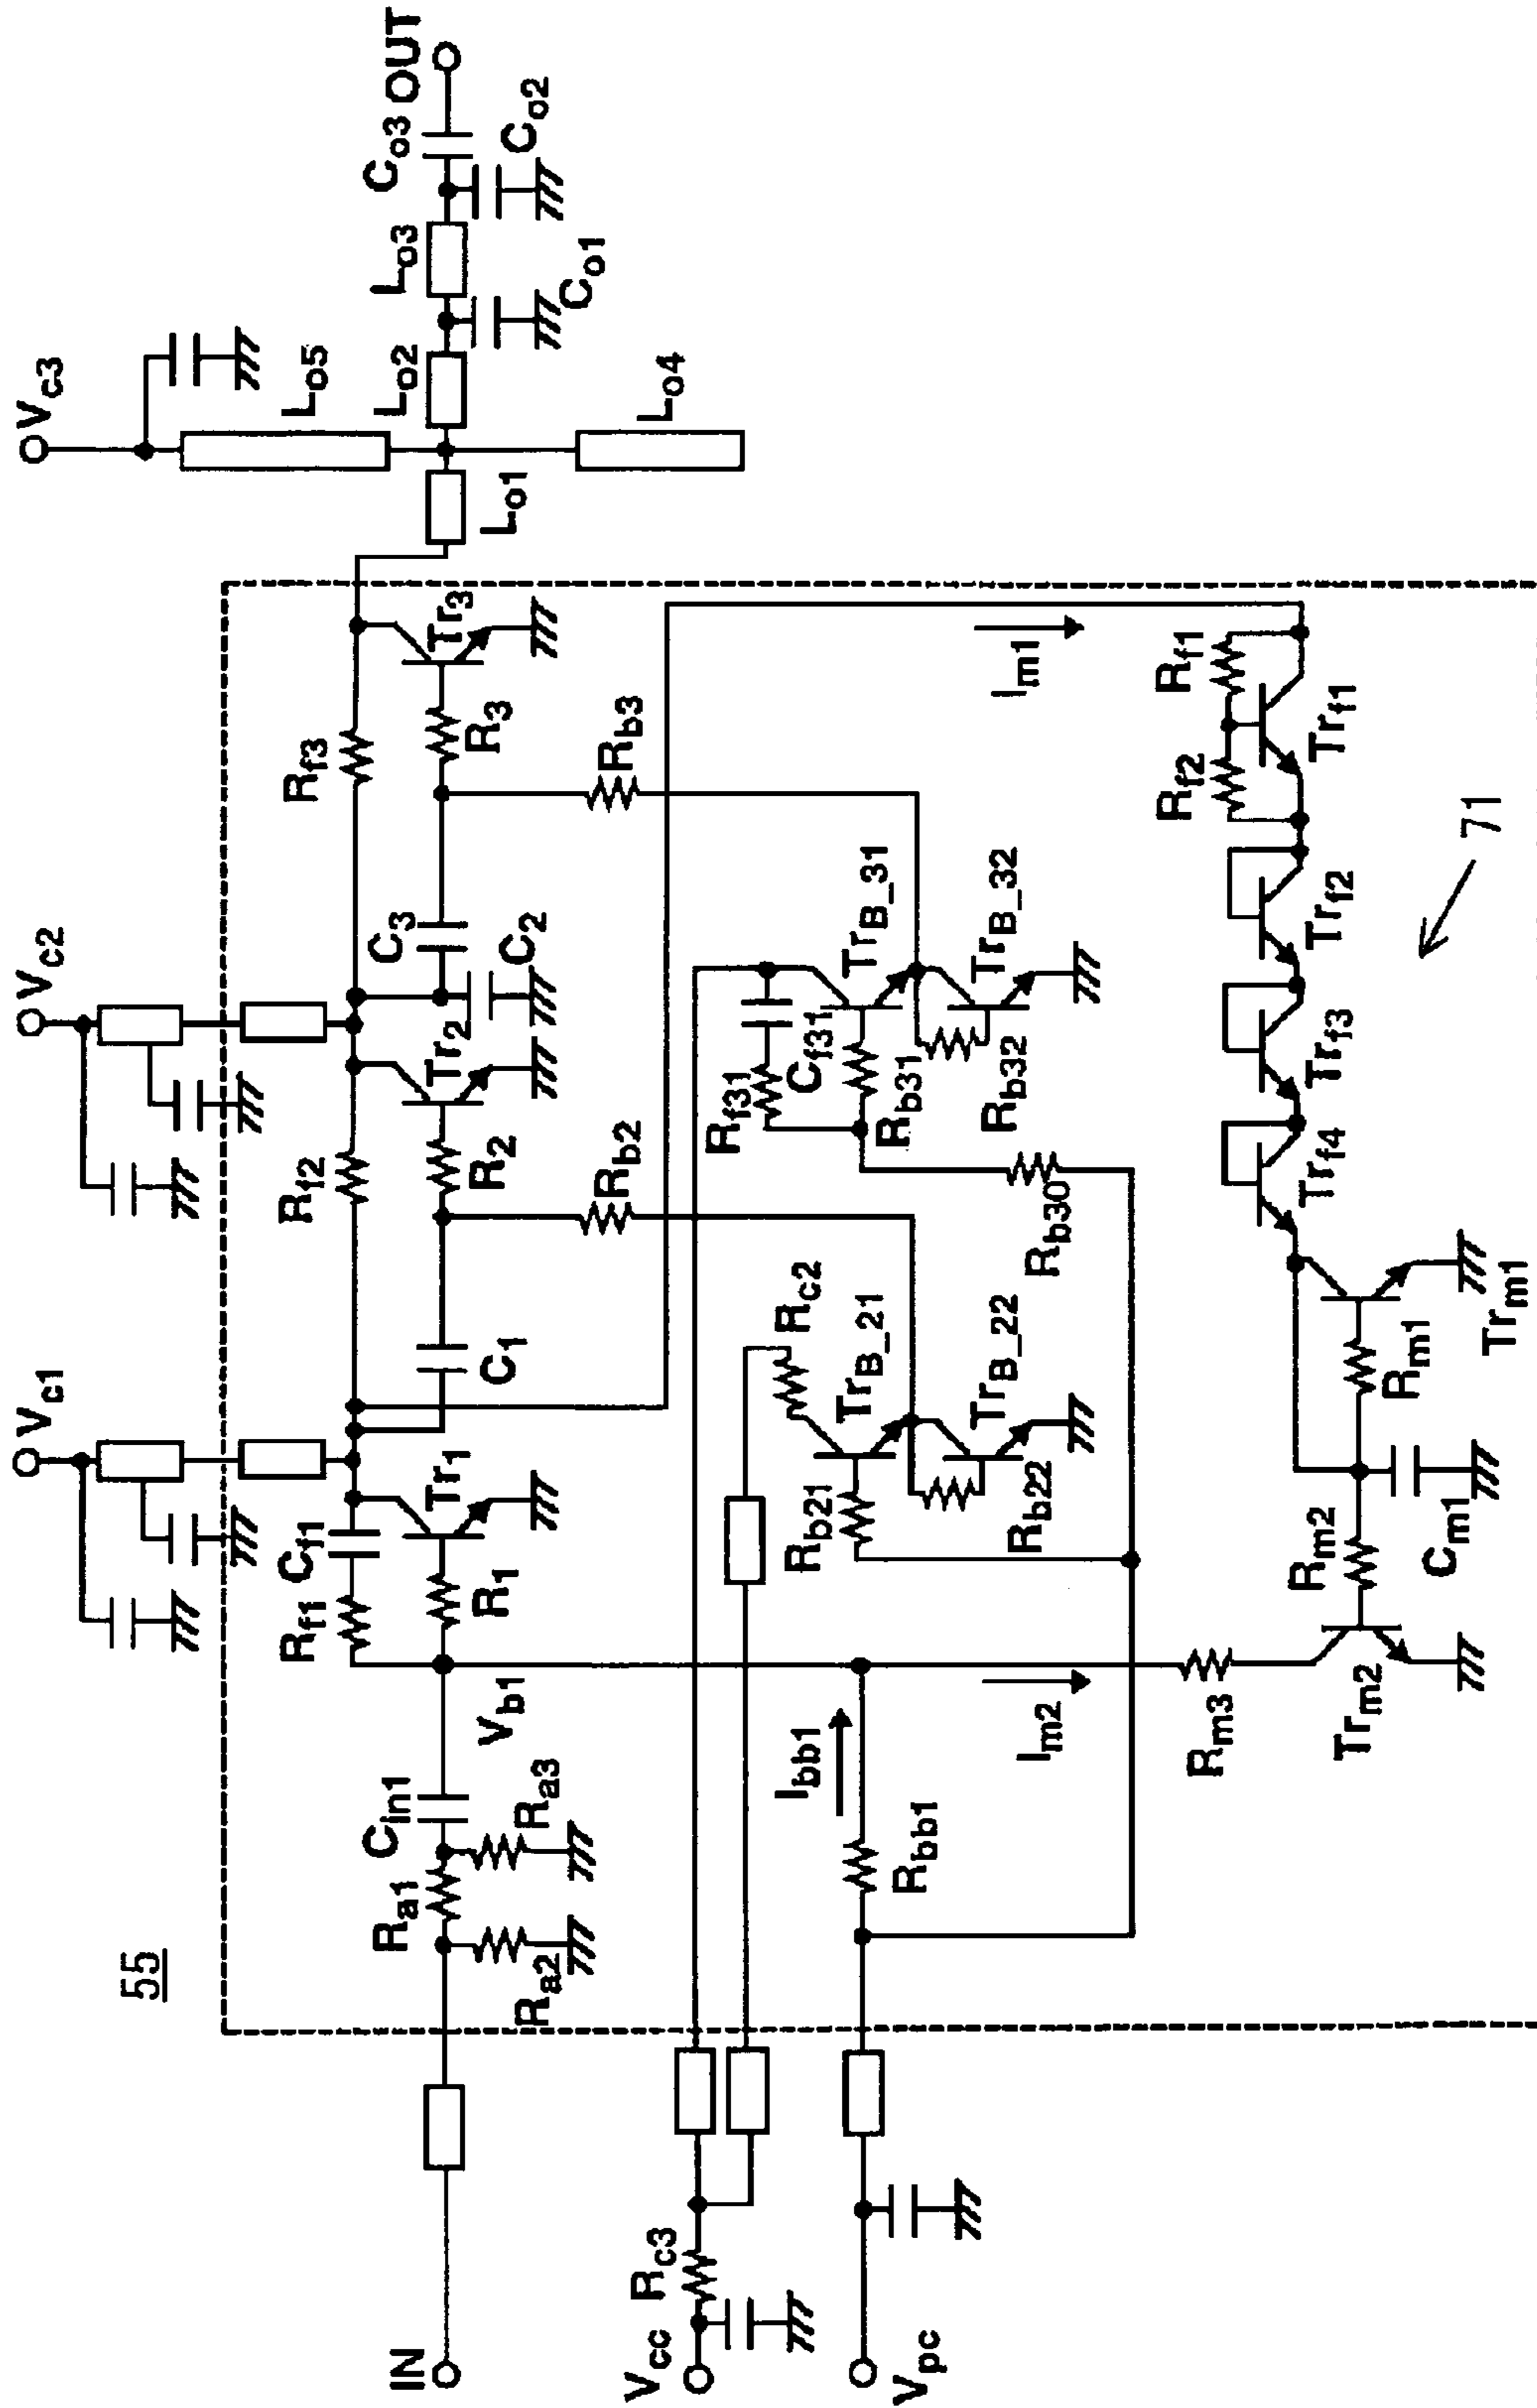 55
IN
Vcc
Vpc
Vc1
Vc2
Vc3
OUT
Rc3
Ra1
Ra2
Ra3
Cin1
Vb1
Rf1
Cf1
R1
Tr1
C1
Rf2
R2
Tr2
Rb2
C2
C3
Rf3
R3
Tr3
Rb3
Lo1
Lo2
Lo3
Lo4
Lo5
Co1
Co2
Co3
Rbb1
Ibb1
Im2
Im1
Rc2
Rb21
TrB_21
Rb22
TrB_22
Rb30
Rf31
Cf31
Rb31
TrB_31
Rb32
TrB_32
Rm3
Trm2
Rm2
Cm1
Rm1
Trm1
Trf4
Trf3
Trf2
Trf1
Rf2
Rf1
71